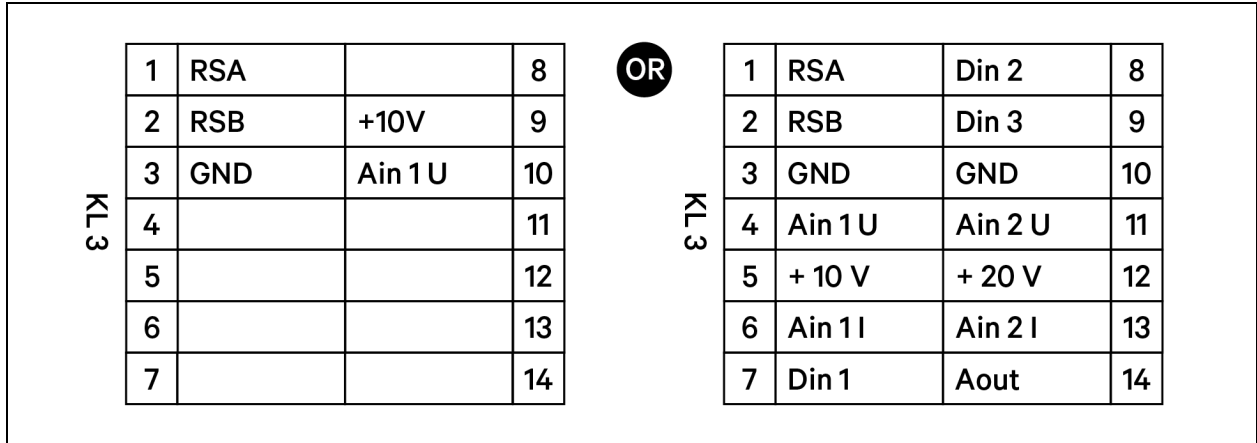 1 RSA 8
2 RSB +10V 9
3 GND Ain 1 U 10
4 11
5 12
6 13
7 14
KL 3
OR
1 RSA Din 2 8
2 RSB Din 3 9
3 GND GND 10
4 Ain 1 U Ain 2 U 11
5 + 10 V + 20 V 12
6 Ain 1 I Ain 2 I 13
7 Din 1 Aout 14
KL 3